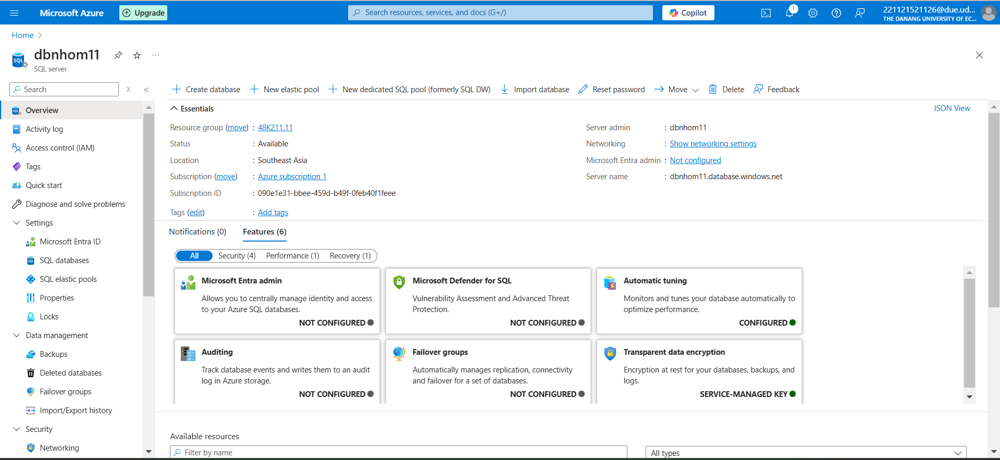 Microsoft Azure
Upgrade
Search resources, services, and docs (G+/)
Copilot
1
221121521126@due.ud...
THE DANANG UNIVERSITY OF EC...
Home
dbnhom11
SQL server
Search
Create database
New elastic pool
New dedicated SQL pool (formerly SQL DW)
Import database
Reset password
Move
Delete
Feedback
Overview
Activity log
Access control (IAM)
Tags
Quick start
Diagnose and solve problems
Settings
Microsoft Entra ID
SQL databases
SQL elastic pools
Properties
Locks
Data management
Backups
Deleted databases
Failover groups
Import/Export history
Security
Networking
Essentials
JSON View
Resource group (move) : 48K211.11
Status : Available
Location : Southeast Asia
Subscription (move) : Azure subscription 1
Subscription ID : 090e1e31-bbee-459d-b49f-0feb40f1feee
Tags (edit) : Add tags
Server admin : dbnhom11
Networking : Show networking settings
Microsoft Entra admin : Not configured
Server name : dbnhom11.database.windows.net
Notifications (0)
Features (6)
All
Security (4)
Performance (1)
Recovery (1)
Microsoft Entra admin
Allows you to centrally manage identity and access
to your Azure SQL databases.
NOT CONFIGURED
Microsoft Defender for SQL
Vulnerability Assessment and Advanced Threat
Protection.
NOT CONFIGURED
Automatic tuning
Monitors and tunes your database automatically to
optimize performance.
CONFIGURED
Auditing
Track database events and writes them to an audit
log in Azure storage.
NOT CONFIGURED
Failover groups
Automatically manages replication, connectivity
and failover for a set of databases.
NOT CONFIGURED
Transparent data encryption
Encryption at rest for your databases, backups, and
logs.
SERVICE-MANAGED KEY
Available resources
Filter by name
All types